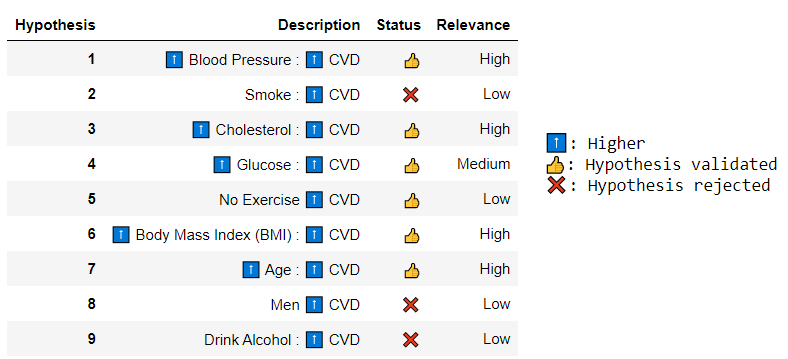 Hypothesis Description Status Relevance
1 ↑ Blood Pressure : ↑ CVD 👍 High
2 Smoke : ↑ CVD ❌ Low
3 ↑ Cholesterol : ↑ CVD 👍 High
4 ↑ Glucose : ↑ CVD 👍 Medium
5 No Exercise ↑ CVD 👍 Low
6 ↑ Body Mass Index (BMI) : ↑ CVD 👍 High
7 ↑ Age : ↑ CVD 👍 High
8 Men ↑ CVD ❌ Low
9 Drink Alcohol : ↑ CVD ❌ Low
↑ : Higher
👍 : Hypothesis validated
❌ : Hypothesis rejected